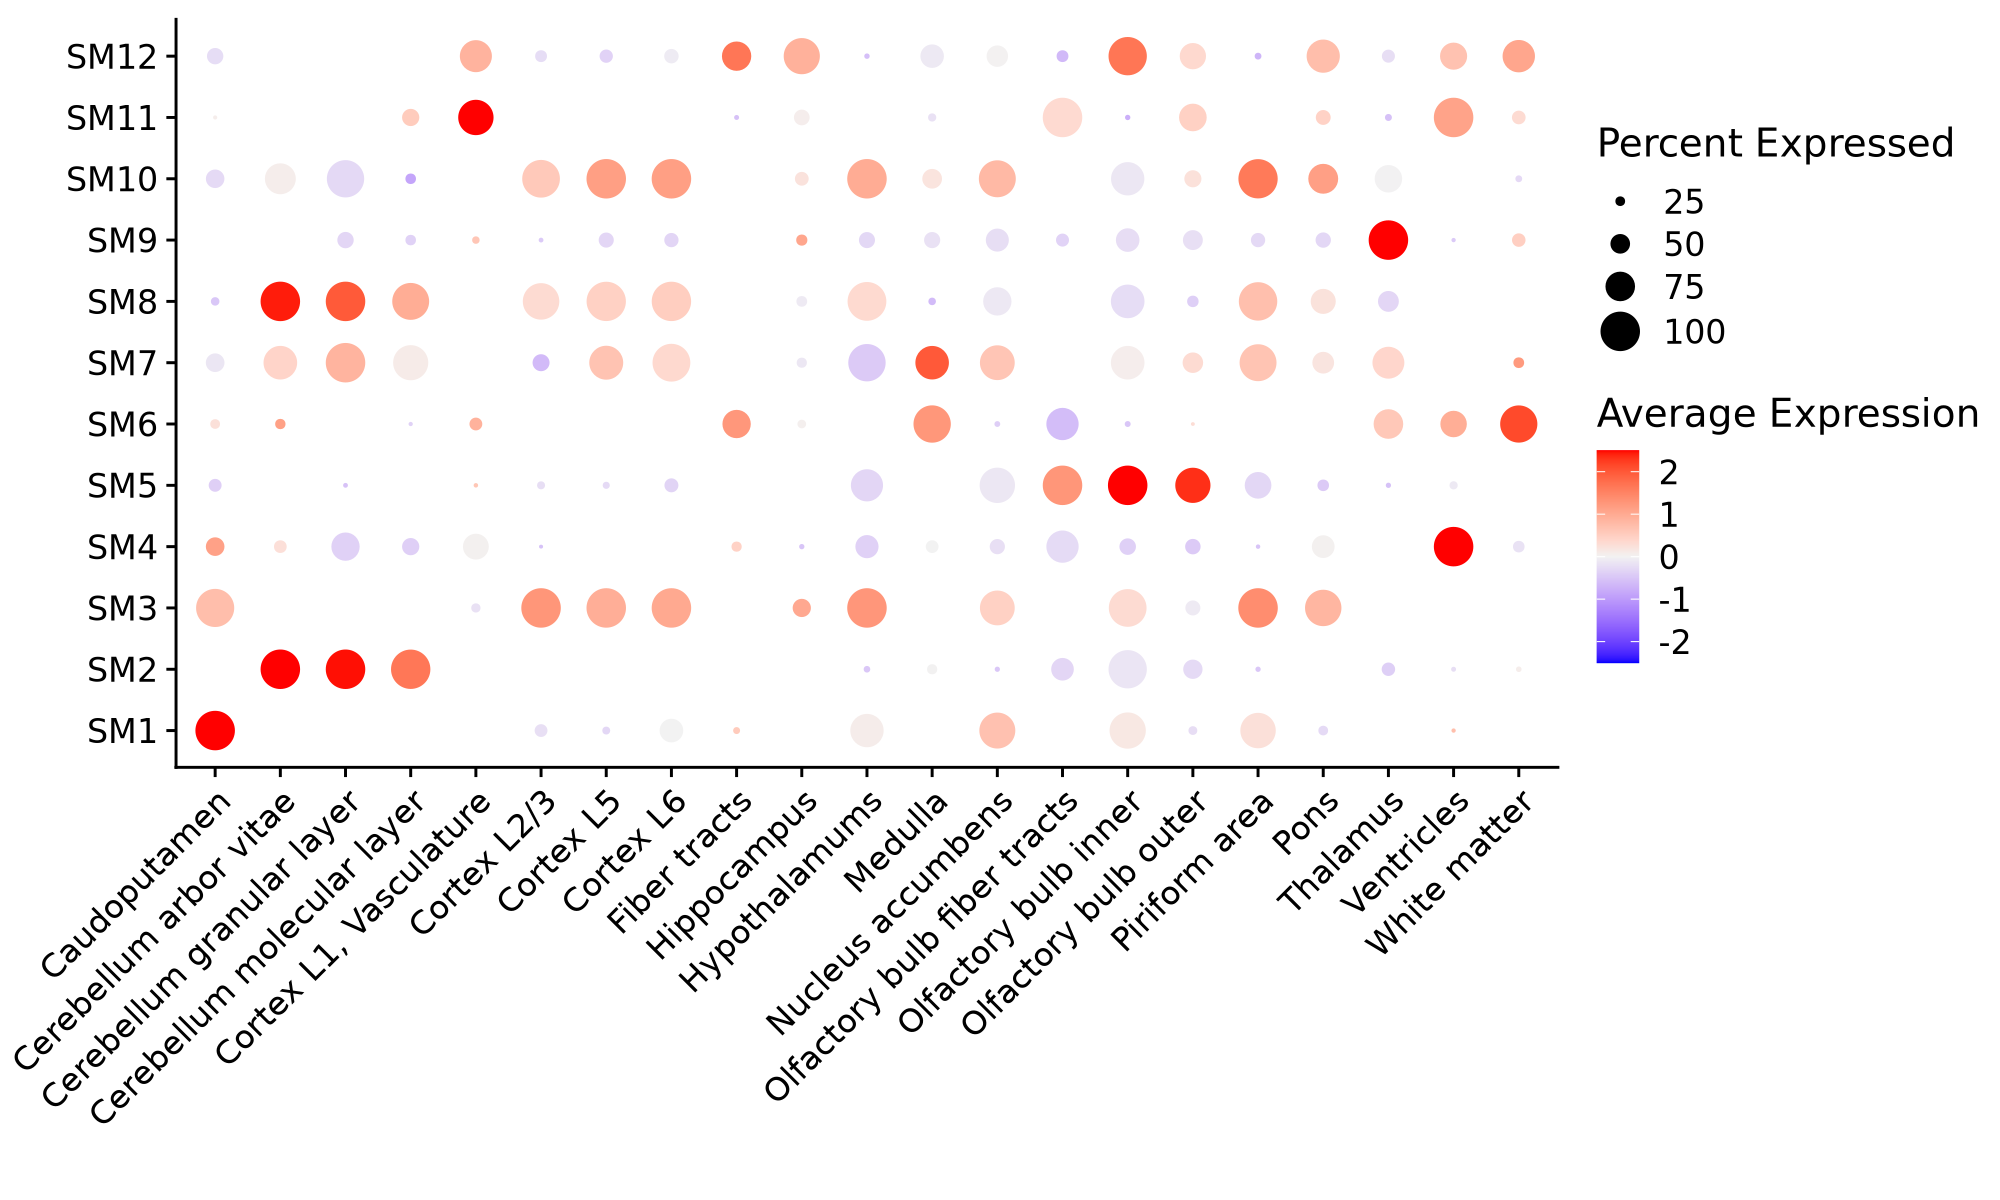 SM12
SM11
SM10
SM9
SM8
SM7
SM6
SM5
SM4
SM3
SM2
SM1
Caudoputamen
Cerebellum arbor vitae
Cerebellum granular layer
Cerebellum molecular layer
Cortex L1, Vasculature
Cortex L2/3
Cortex L5
Cortex L6
Fiber tracts
Hippocampus
Hypothalamums
Medulla
Nucleus accumbens
Olfactory bulb fiber tracts
Olfactory bulb inner
Olfactory bulb outer
Piriform area
Pons
Thalamus
Ventricles
White matter
Percent Expressed
25
50
75
100
Average Expression
2
1
0
-1
-2